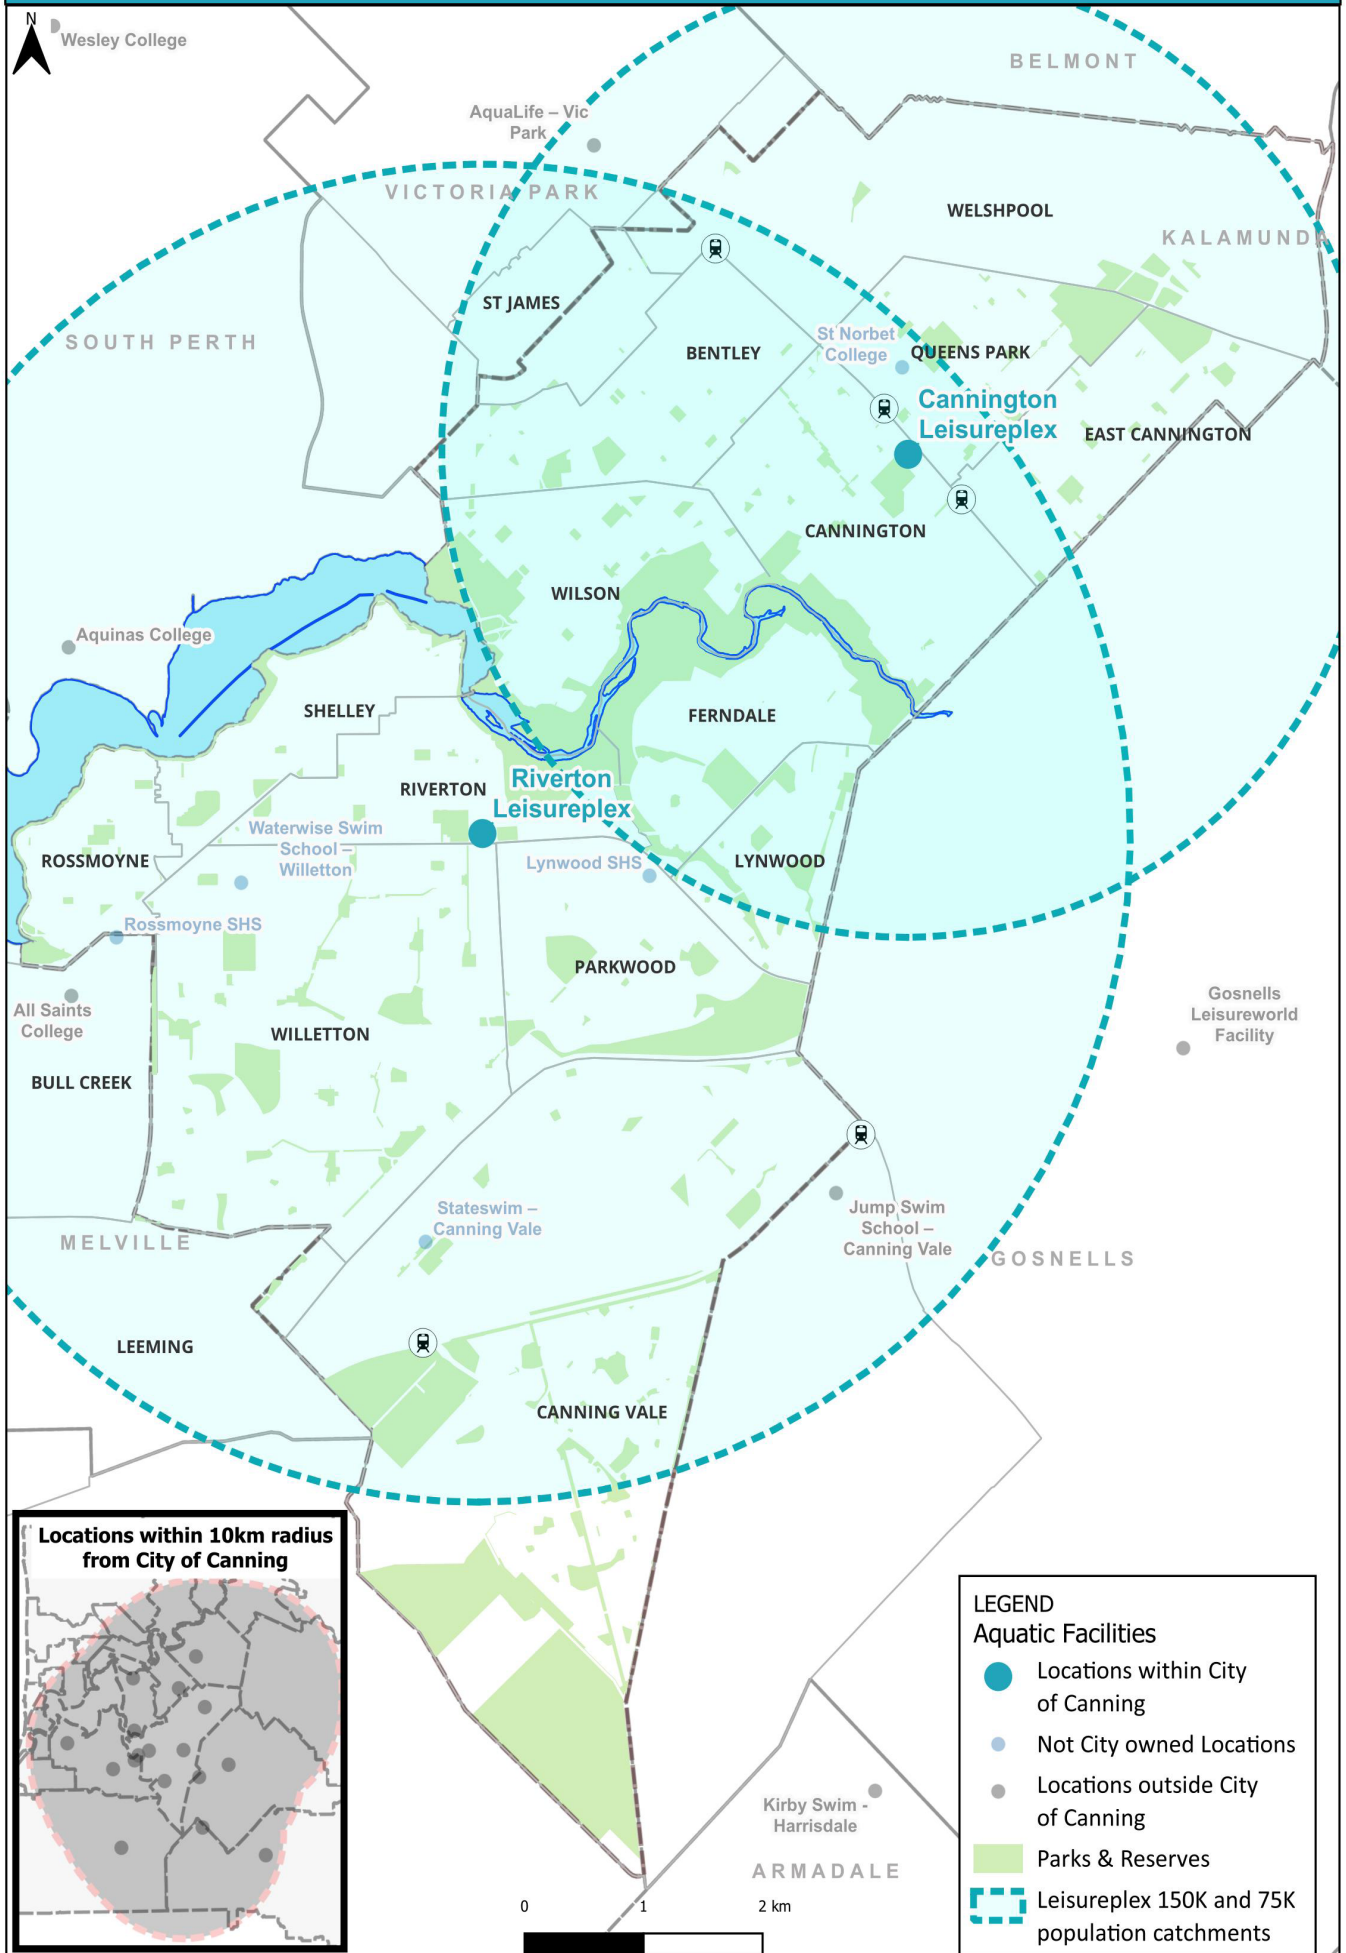 N
Wesley College
BELMONT
AquaLife – Vic
Park
VICTORIA PARK
WELSHPOOL
KALAMUNDA
ST JAMES
SOUTH PERTH
BENTLEY
St Norbet
College
QUEENS PARK
Cannington
Leisureplex
EAST CANNINGTON
CANNINGTON
WILSON
Aquinas College
SHELLEY
FERNDALE
RIVERTON
Riverton
Leisureplex
Waterwise Swim
School –
Willetton
ROSSMOYNE
Lynwood SHS
LYNWOOD
Rossmoyne SHS
PARKWOOD
All Saints
College
Gosnells
Leisureworld
Facility
WILLETTON
BULL CREEK
Stateswim –
Canning Vale
Jump Swim
School –
Canning Vale
MELVILLE
GOSNELLS
LEEMING
CANNING VALE
Locations within 10km radius
from City of Canning
LEGEND
Aquatic Facilities
Locations within City
of Canning
Not City owned Locations
Locations outside City
of Canning
Parks & Reserves
Leisureplex 150K and 75K
population catchments
Kirby Swim -
Harrisdale
ARMADALE
0 1 2 km